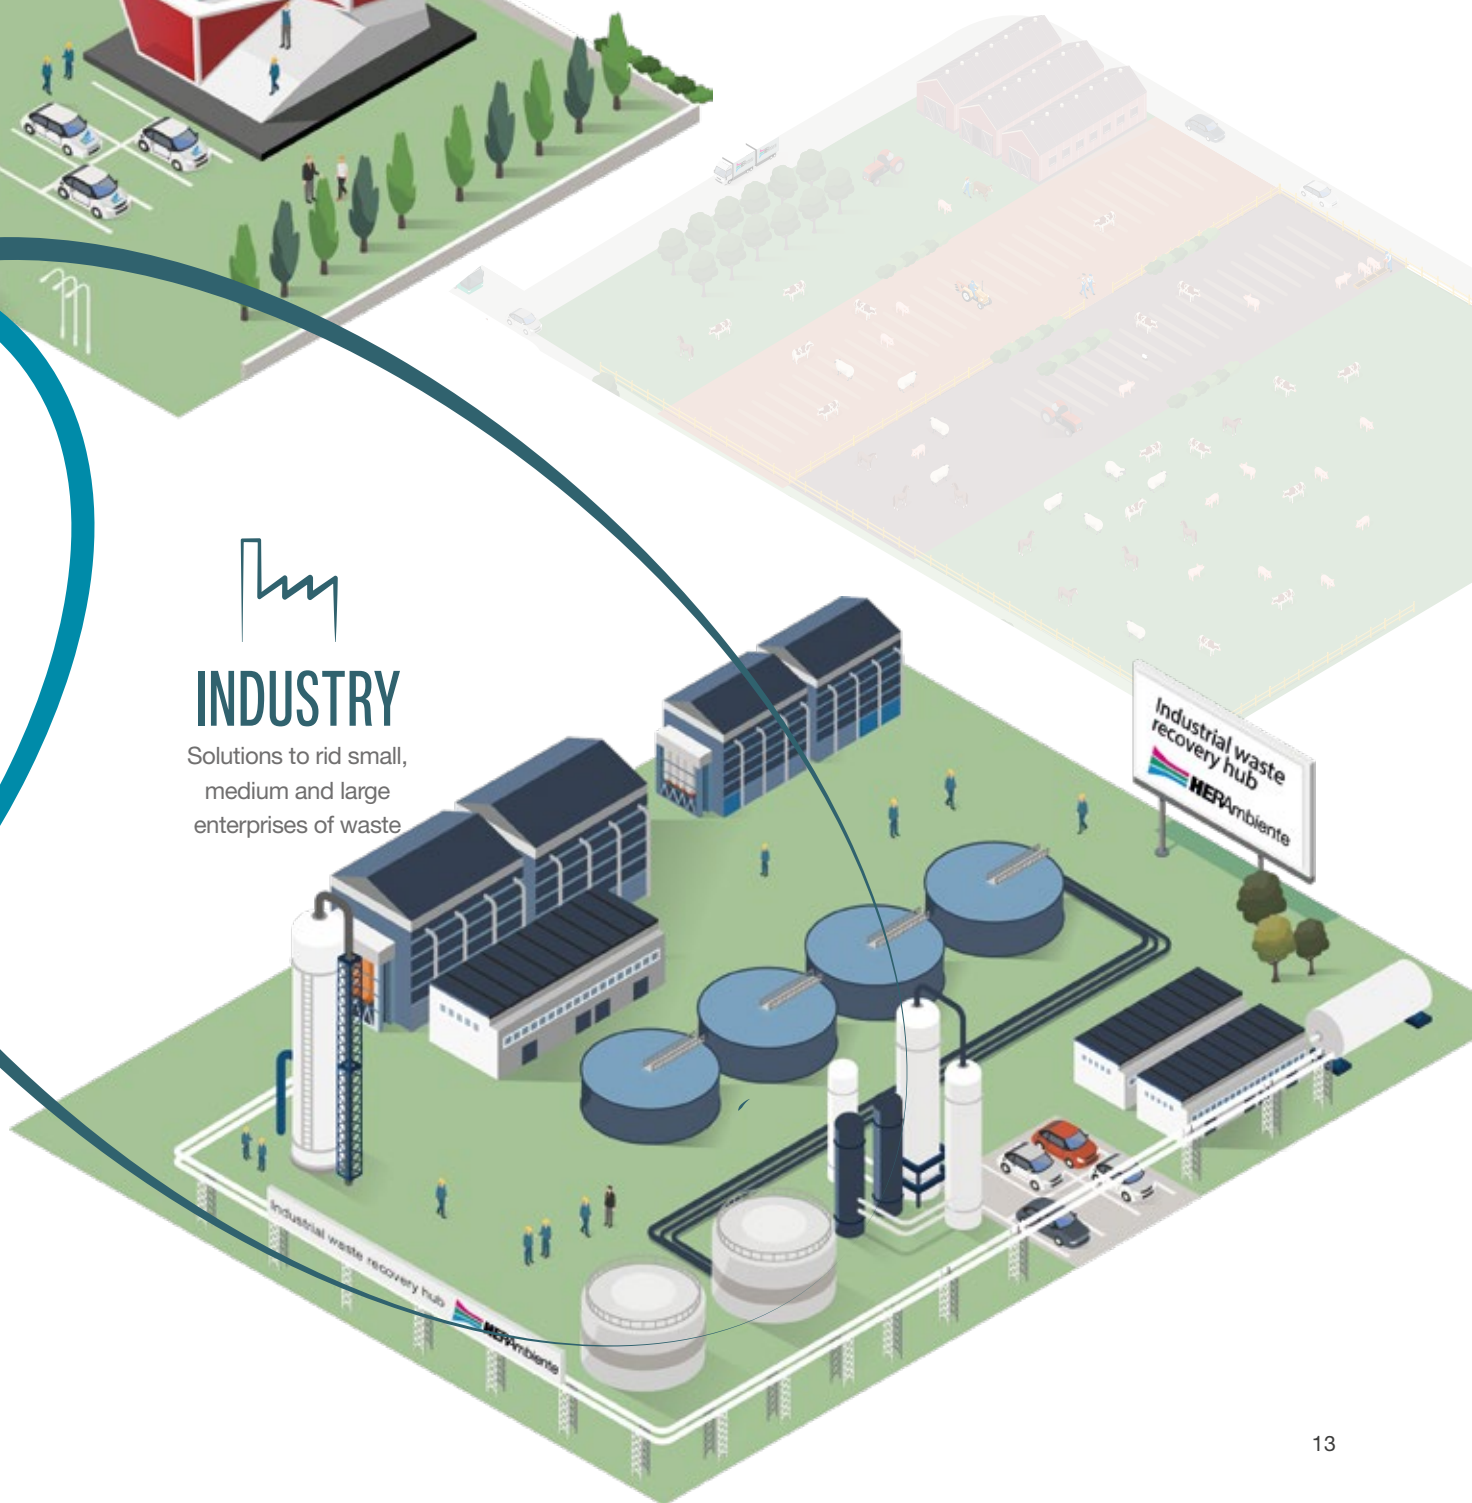 INDUSTRY
Solutions to rid small,
medium and large
enterprises of waste
Industrial waste
recovery hub
HERAmbiente
Industrial waste recovery hub
HERAmbiente
13